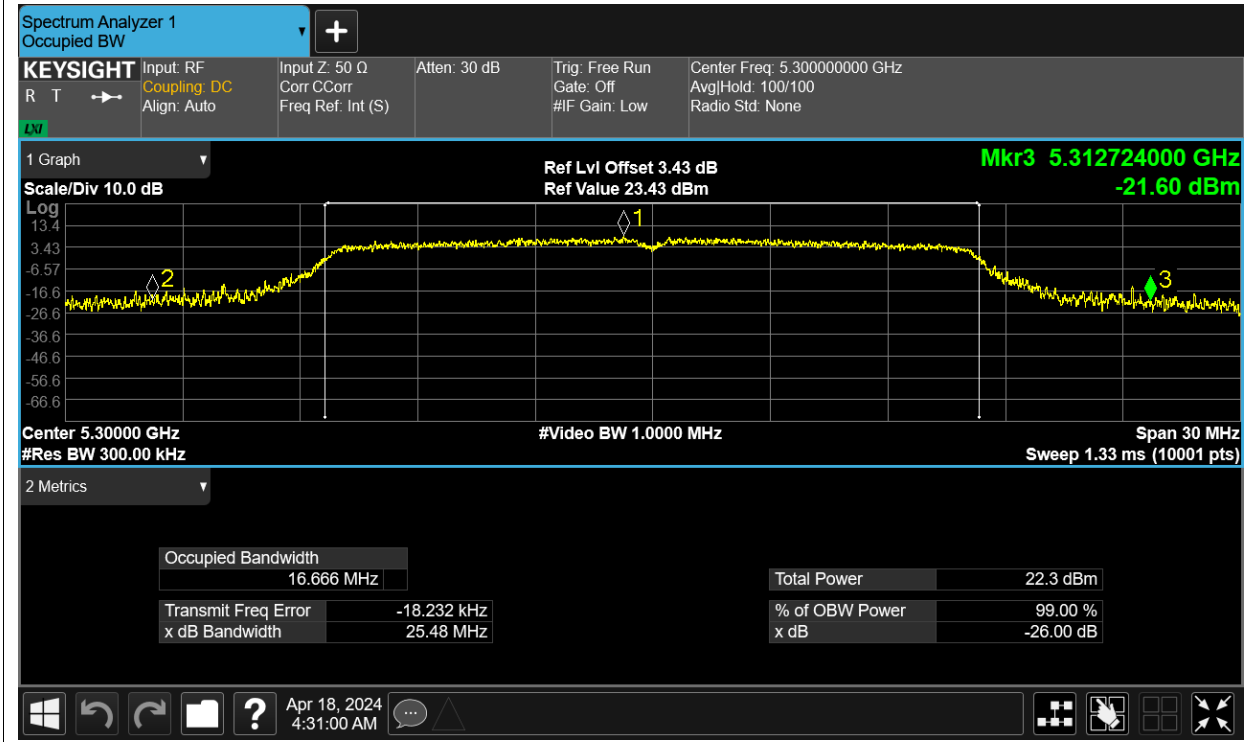 Spectrum Analyzer 1
Occupied BW
KEYSIGHT
R T
LXI
Input: RF
Coupling: DC
Align: Auto
Input Z: 50 Ω
Corr CCorr
Freq Ref: Int (S)
Atten: 30 dB
Trig: Free Run
Gate: Off
#IF Gain: Low
Center Freq: 5.300000000 GHz
Avg|Hold: 100/100
Radio Std: None
1 Graph
Scale/Div 10.0 dB
Ref Lvl Offset 3.43 dB
Ref Value 23.43 dBm
Mkr3 5.312724000 GHz
-21.60 dBm
Log
13.4
3.43
-6.57
-16.6
-26.6
-36.6
-46.6
-56.6
-66.6
1
2
3
Center 5.30000 GHz
#Res BW 300.00 kHz
#Video BW 1.0000 MHz
Span 30 MHz
Sweep 1.33 ms (10001 pts)
2 Metrics
Occupied Bandwidth
16.666 MHz
Transmit Freq Error -18.232 kHz
x dB Bandwidth 25.48 MHz
Total Power 22.3 dBm
% of OBW Power 99.00 %
x dB -26.00 dB
?
Apr 18, 2024
4:31:00 AM